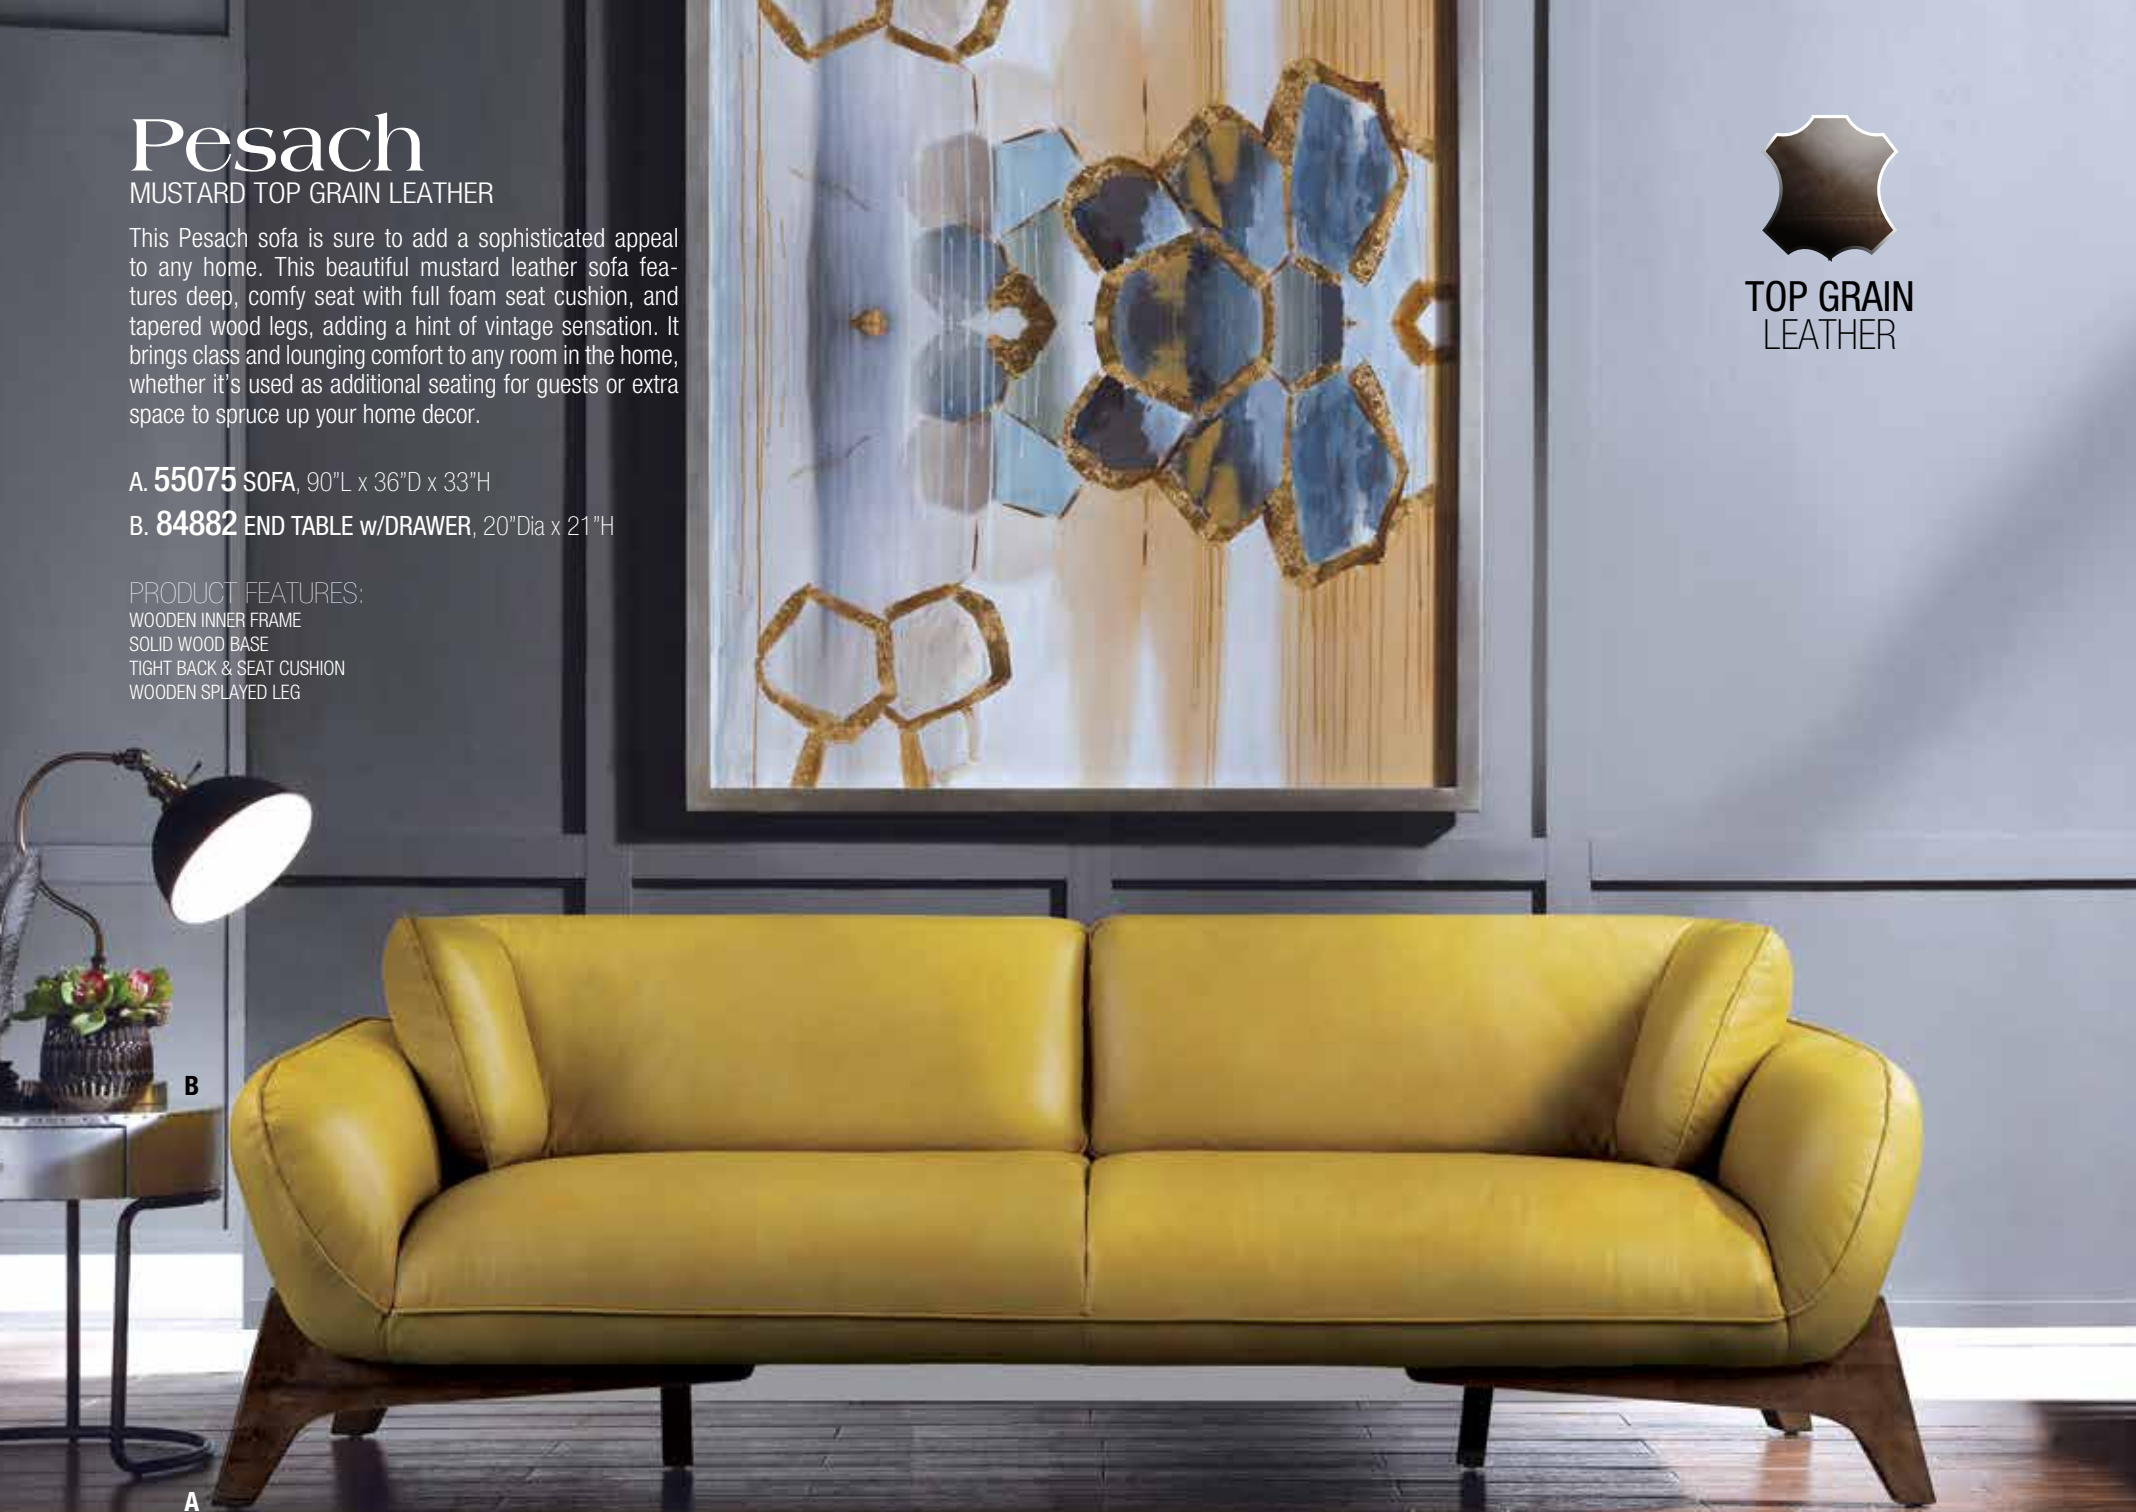 Pesach
MUSTARD TOP GRAIN LEATHER
This Pesach sofa is sure to add a sophisticated appeal
to any home. This beautiful mustard leather sofa fea-
tures deep, comfy seat with full foam seat cushion, and
tapered wood legs, adding a hint of vintage sensation. It
brings class and lounging comfort to any room in the home,
whether it's used as additional seating for guests or extra
space to spruce up your home decor.
A. 55075 SOFA, 90"L x 36"D x 33"H
B. 84882 END TABLE w/DRAWER, 20"Dia x 21"H
PRODUCT FEATURES:
WOODEN INNER FRAME
SOLID WOOD BASE
TIGHT BACK & SEAT CUSHION
WOODEN SPLAYED LEG
TOP GRAIN
LEATHER
B
A